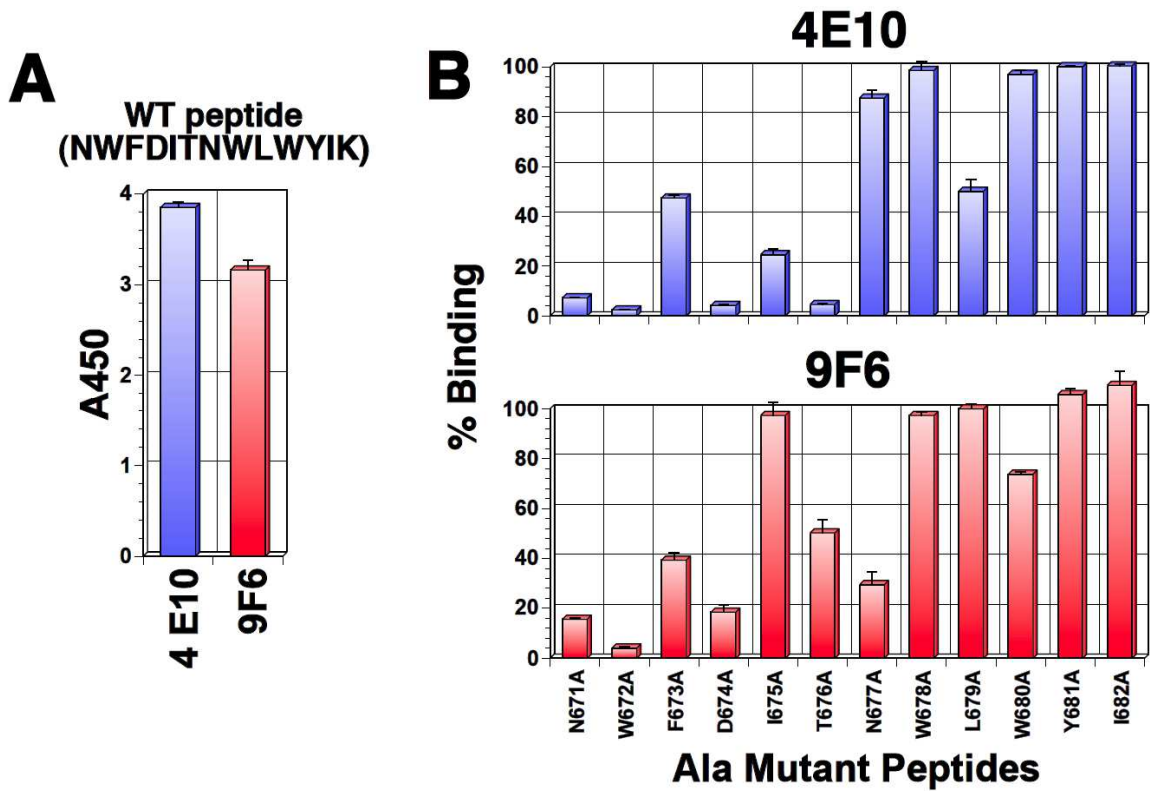 A
WT peptide
(NWFDITNWLWYIK)
4
3
2
1
0
A450
4 E10
9F6
B
4E10
100
80
60
40
20
0
% Binding
9F6
100
80
60
40
20
0
N671A
W672A
F673A
D674A
I675A
T676A
N677A
W678A
L679A
W680A
Y681A
I682A
Ala Mutant Peptides